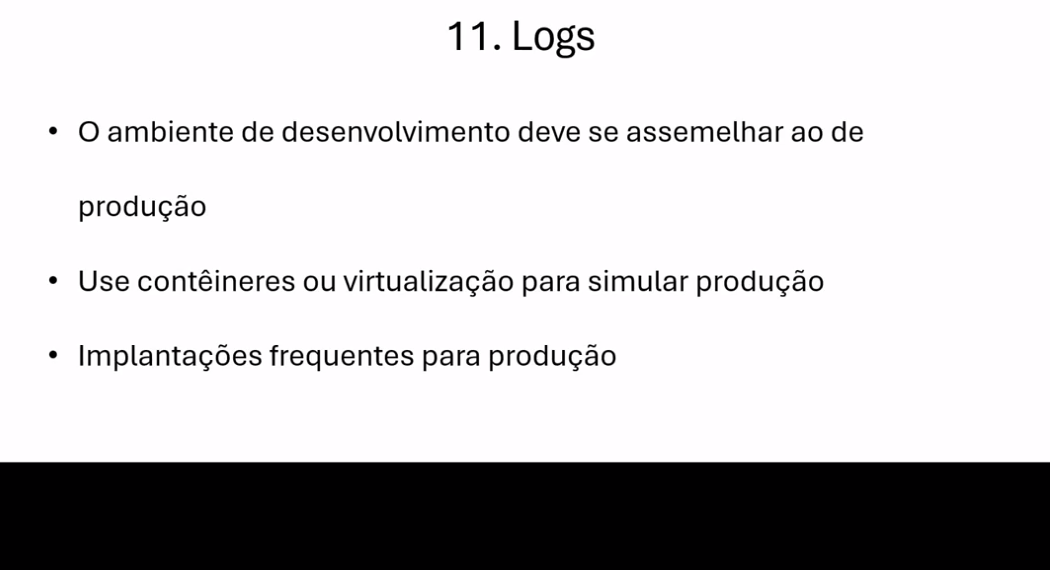 11. Logs
• O ambiente de desenvolvimento deve se assemelhar ao de
produção
• Use contêineres ou virtualização para simular produção
• Implantações frequentes para produção